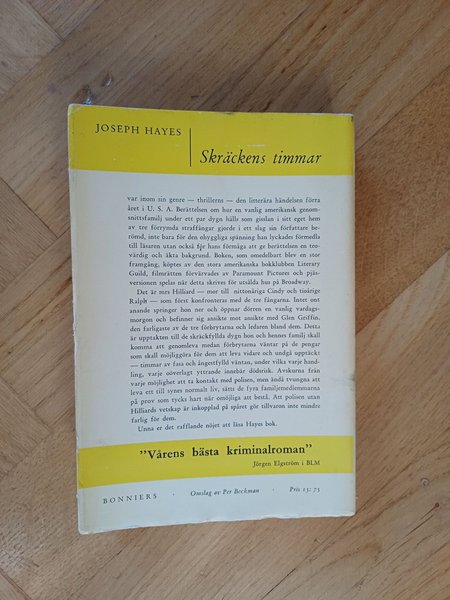 JOSEPH HAYES
Skräckens timmar
var inom sin genre — thrillerns — den litterära händelsen förra
året i U. S. A. Berättelsen om hur en vanlig amerikansk genom-
snittsfamilj under ett par dygn hålls som gisslan i sitt eget hem
av tre förrymda straffångar gjorde i ett slag sin författare be-
römd, inte bara för den ohyggliga spänning han lyckades förmedla
till läsaren utan också för hans förmåga att ge berättelsen en tro-
värdig och äkta bakgrund. Boken, som omedelbart blev en stor
framgång, köptes av den stora amerikanska bokklubben Literary
Guild, filmrätten förvärvades av Paramount Pictures och pjäs-
versionen spelas när detta skrives för utsålda hus på Broadway.
Det är mrs Hilliard — mor till nittonåriga Cindy och tioårige
Ralph — som först konfronteras med de tre fångarna. Intet ont
anande springer hon ner och öppnar dörren en vanlig vardags-
morgon och befinner sig ansikte mot ansikte med Glen Griffin,
den farligaste av de tre förbrytarna och ledaren bland dem. Detta
är upptakten till de skräckfyllda dygn hon och hennes familj skall
komma att genomleva medan förbrytarna väntar på de pengar
som skall möjliggöra för dem att leva vidare och undgå upptäckt
— timmar av fasa och ångestfylld väntan, under vilka varje hand-
ling, varje oöverlagt yttrande innebär dödsrisk. Avskurna från
varje möjlighet att ta kontakt med polisen, men ändå tvungna att
leva ett till synes normalt liv, sätts de fyra familjemedlemmarna
på prov som tycks hart när omöjliga att bestå. Att polisen utan
Hilliards vetskap är inkopplad på spåret gör tillvaron inte mindre
farlig för dem.
Unna er det rafflande nöjet att läsa Hayes bok.
”Vårens bästa kriminalroman”
Jörgen Elgström i BLM
BONNIERS · Omslag av Per Beckman · Pris 13:75